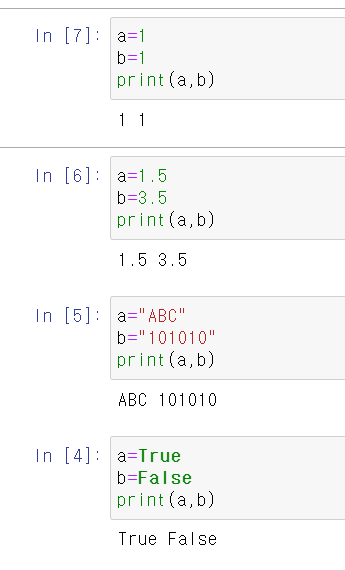 In [7]: a=1
b=1
print(a,b)
1 1
In [6]: a=1.5
b=3.5
print(a,b)
1.5 3.5
In [5]: a="ABC"
b="101010"
print(a,b)
ABC 101010
In [4]: a=True
b=False
print(a,b)
True False